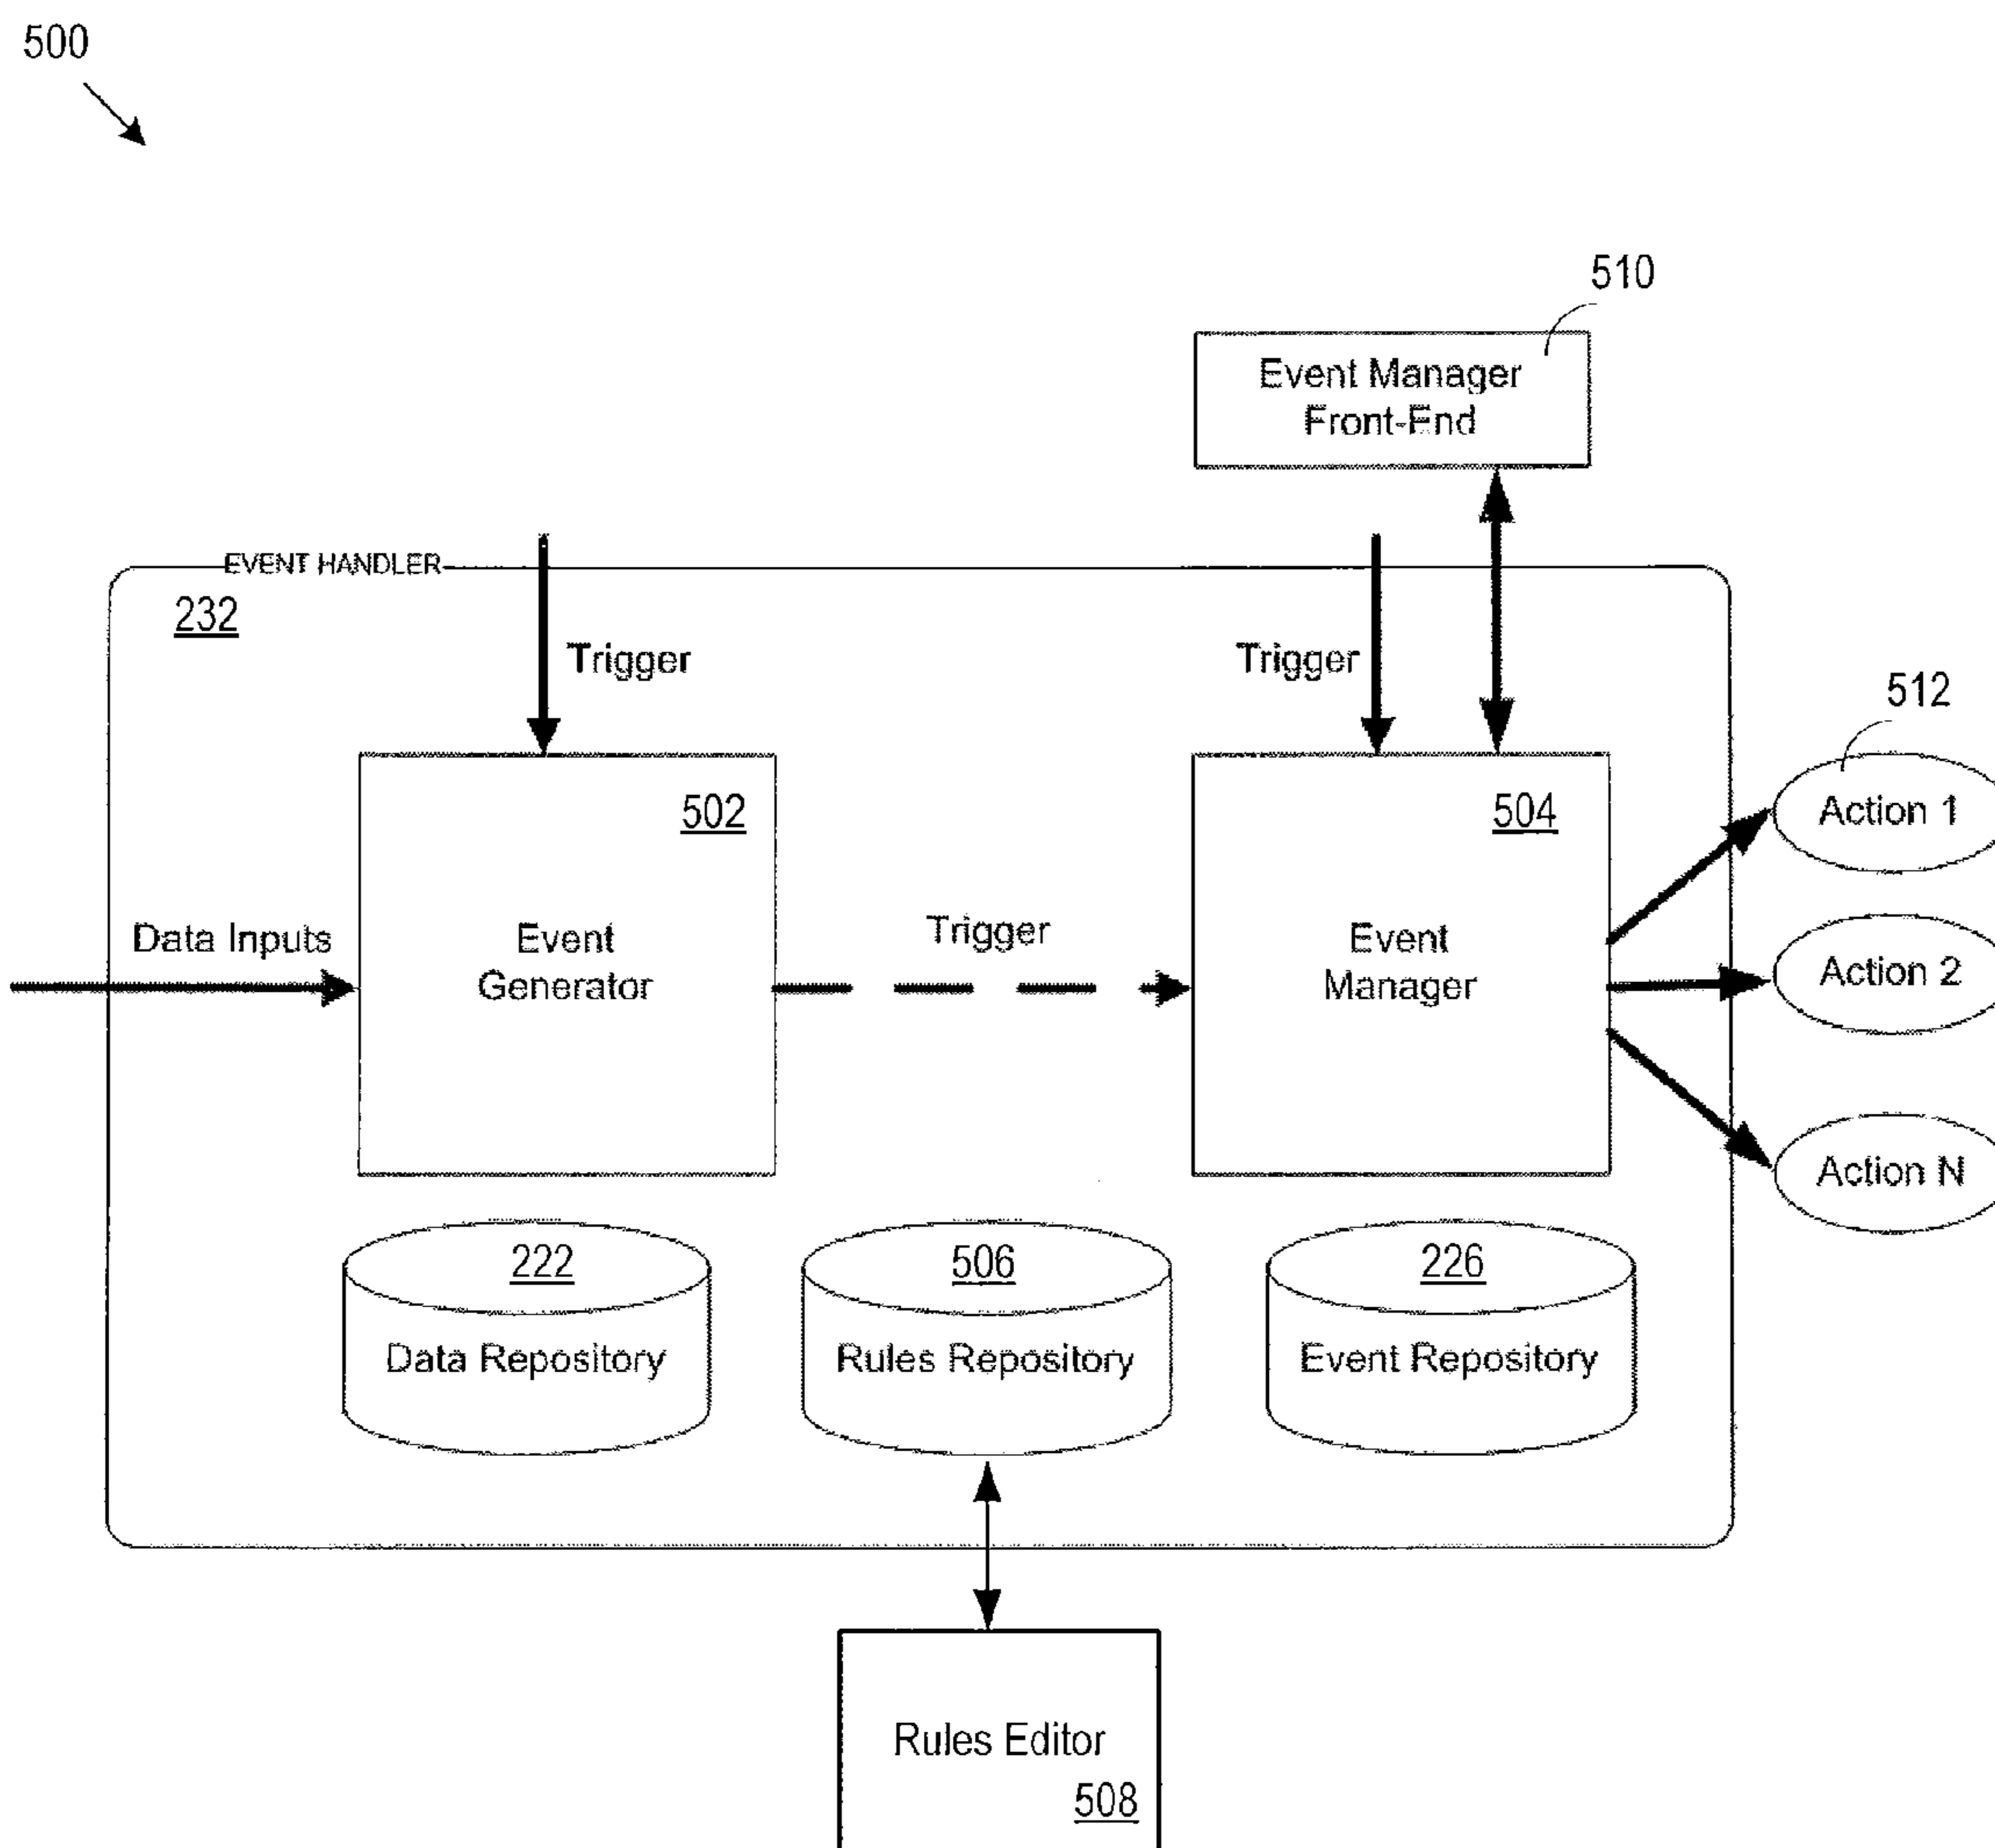 500
510
Event Manager
Front-End
EVENT HANDLER
232
Trigger
Trigger
512
502
504
Action 1
Data Inputs
Event
Generator
Trigger
Event
Manager
Action 2
Action N
222
506
226
Data Repository
Rules Repository
Event Repository
Rules Editor
508